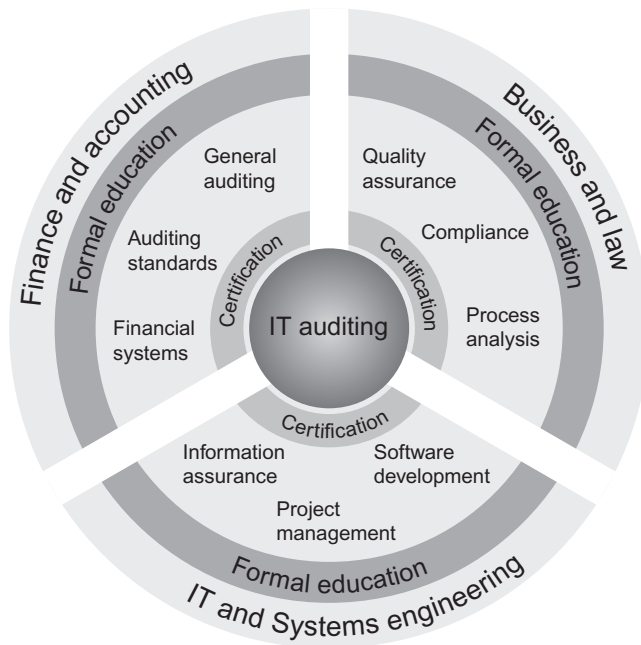 Finance and accounting
Formal education
General
auditing
Auditing
standards
Financial
systems
Certification
Business and law
Formal education
Quality
assurance
Compliance
Process
analysis
Certification
IT auditing
Certification
Information
assurance
Software
development
Project
management
Formal education
IT and Systems engineering